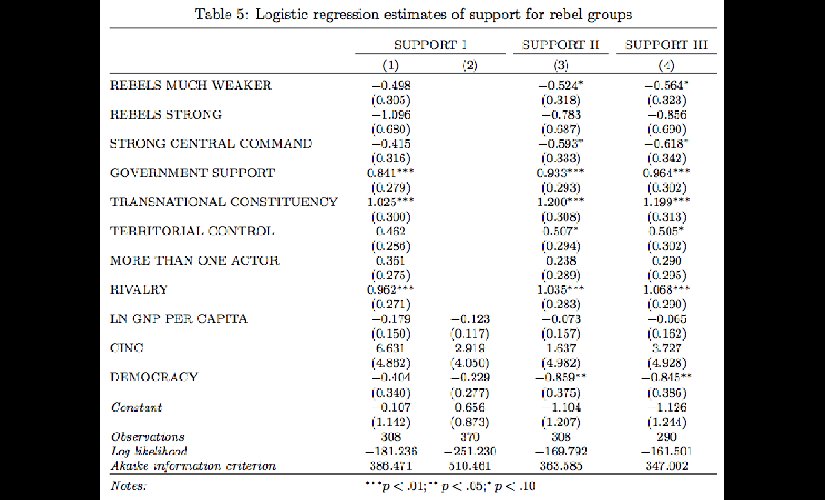 Table 5: Logistic regression estimates of support for rebel groups
SUPPORT I SUPPORT II SUPPORT III
(1) (2) (3) (4)
REBELS MUCH WEAKER −0.498 −0.524* −0.564*
(0.305) (0.318) (0.323)
REBELS STRONG −1.096 −0.783 −0.856
(0.680) (0.687) (0.690)
STRONG CENTRAL COMMAND −0.415 −0.593* −0.618*
(0.316) (0.333) (0.342)
GOVERNMENT SUPPORT 0.841*** 0.933*** 0.964***
(0.279) (0.293) (0.302)
TRANSNATIONAL CONSTITUENCY 1.025*** 1.200*** 1.199***
(0.300) (0.308) (0.313)
TERRITORIAL CONTROL 0.462 0.507* 0.505*
(0.286) (0.294) (0.302)
MORE THAN ONE ACTOR 0.361 0.238 0.290
(0.275) (0.289) (0.295)
RIVALRY 0.962*** 1.035*** 1.068***
(0.271) (0.283) (0.290)
LN GNP PER CAPITA −0.179 −0.123 −0.073 −0.065
(0.150) (0.117) (0.157) (0.162)
CINC 6.631 2.919 1.637 3.727
(4.862) (4.050) (4.982) (4.928)
DEMOCRACY −0.404 −0.229 −0.859** −0.845**
(0.340) (0.277) (0.375) (0.385)
Constant 0.107 0.656 1.104 1.126
(1.142) (0.873) (1.207) (1.244)
Observations 308 370 308 290
Log likelihood −181.236 −251.230 −169.792 −161.501
Akaike information criterion 386.471 510.461 363.585 347.002
Notes: ***p < .01; **p < .05; *p < .10